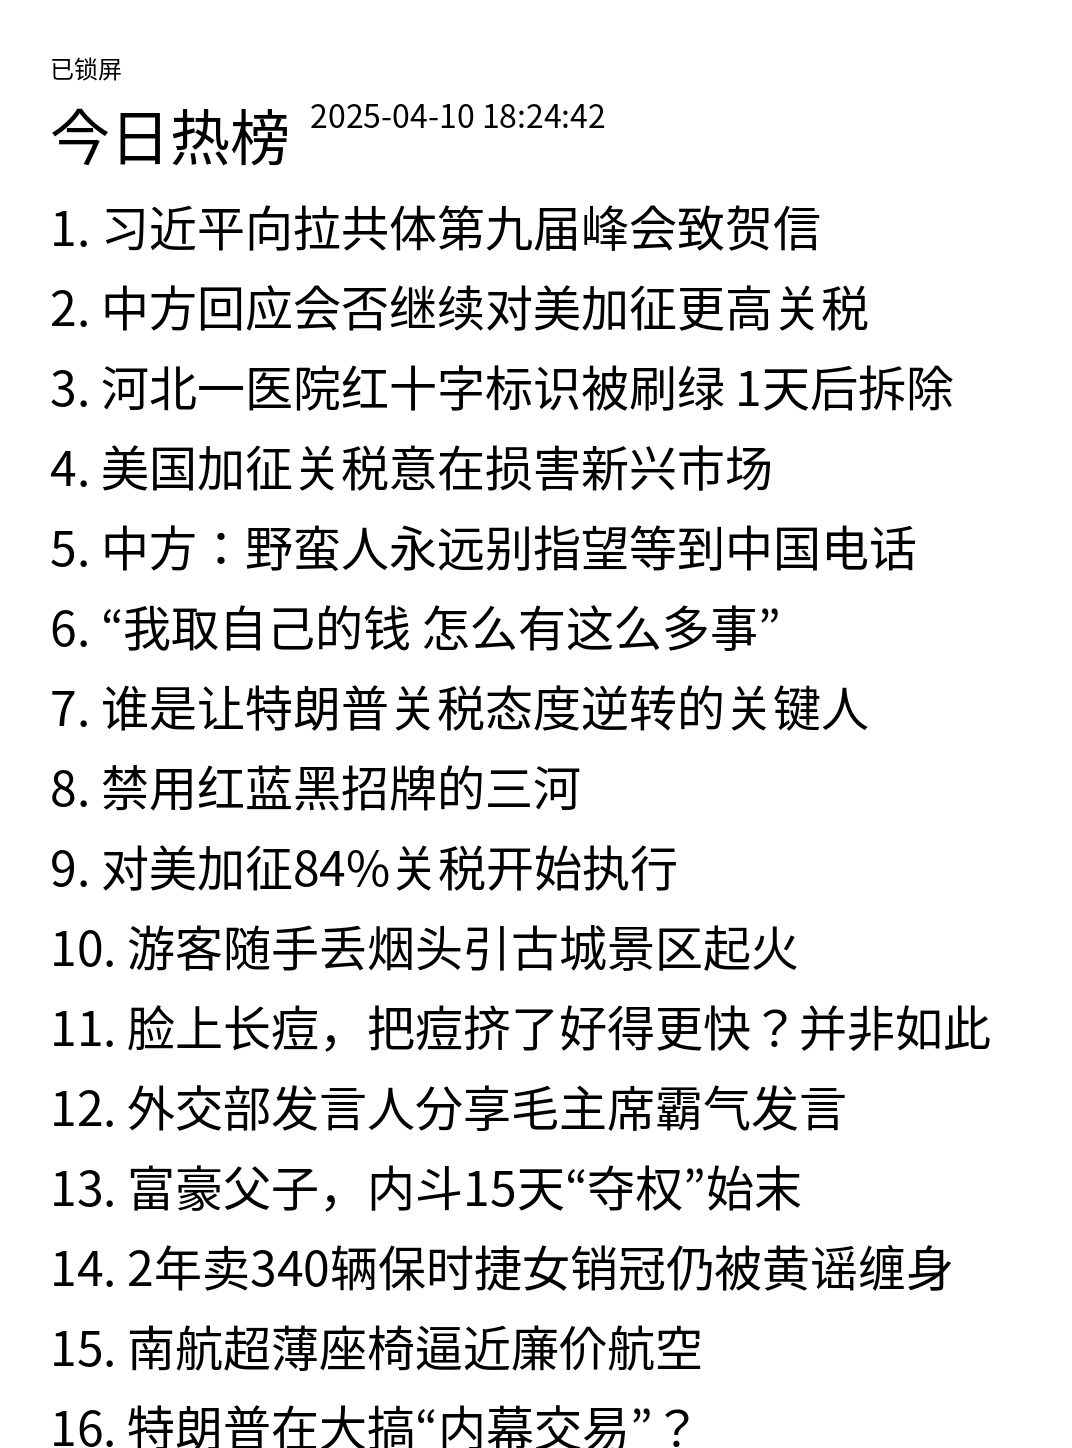 已锁屏
今日热榜 2025-04-10 18:24:42
1. 习近平向拉共体第九届峰会致贺信
2. 中方回应会否继续对美加征更高关税
3. 河北一医院红十字标识被刷绿 1天后拆除
4. 美国加征关税意在损害新兴市场
5. 中方：野蛮人永远别指望等到中国电话
6. “我取自己的钱 怎么有这么多事”
7. 谁是让特朗普关税态度逆转的关键人
8. 禁用红蓝黑招牌的三河
9. 对美加征84%关税开始执行
10. 游客随手丢烟头引古城景区起火
11. 脸上长痘，把痘挤了好得更快？并非如此
12. 外交部发言人分享毛主席霸气发言
13. 富豪父子，内斗15天“夺权”始末
14. 2年卖340辆保时捷女销冠仍被黄谣缠身
15. 南航超薄座椅逼近廉价航空
16. 特朗普在大搞“内幕交易”？